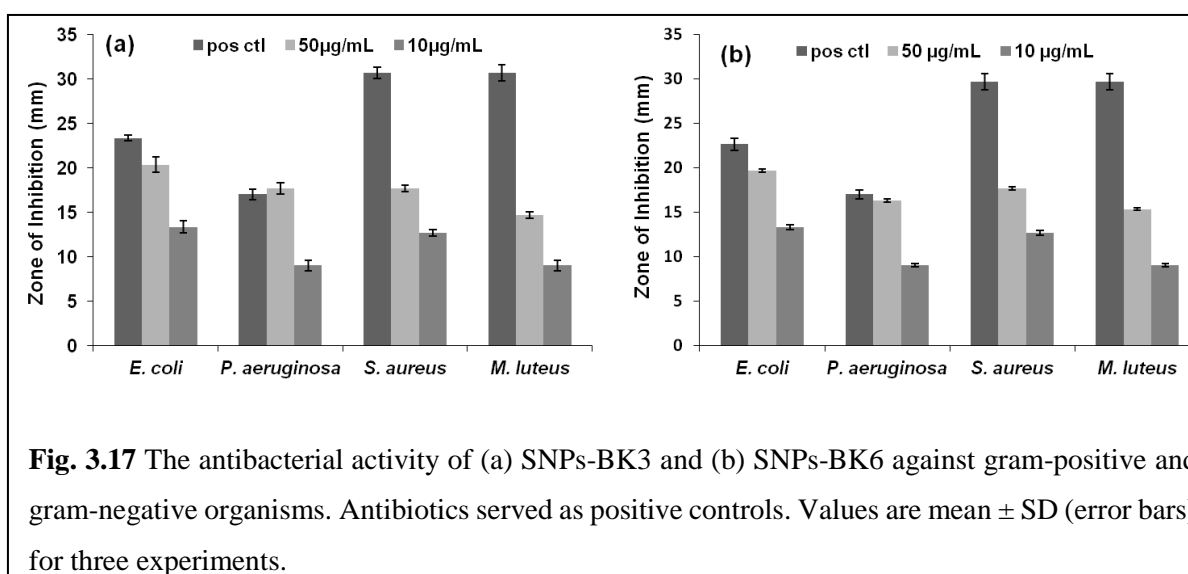 (a)
pos ctl 50µg/mL 10µg/mL
Zone of Inhibition (mm)
35
30
25
20
15
10
5
0
E. coli P. aeruginosa S. aureus M. luteus
(b)
pos ctl 50 µg/mL 10 µg/mL
Zone of Inhibition (mm)
35
30
25
20
15
10
5
0
E. coli P. aeruginosa S. aureus M. luteus
Fig. 3.17 The antibacterial activity of (a) SNPs-BK3 and (b) SNPs-BK6 against gram-positive and
gram-negative organisms. Antibiotics served as positive controls. Values are mean ± SD (error bars)
for three experiments.